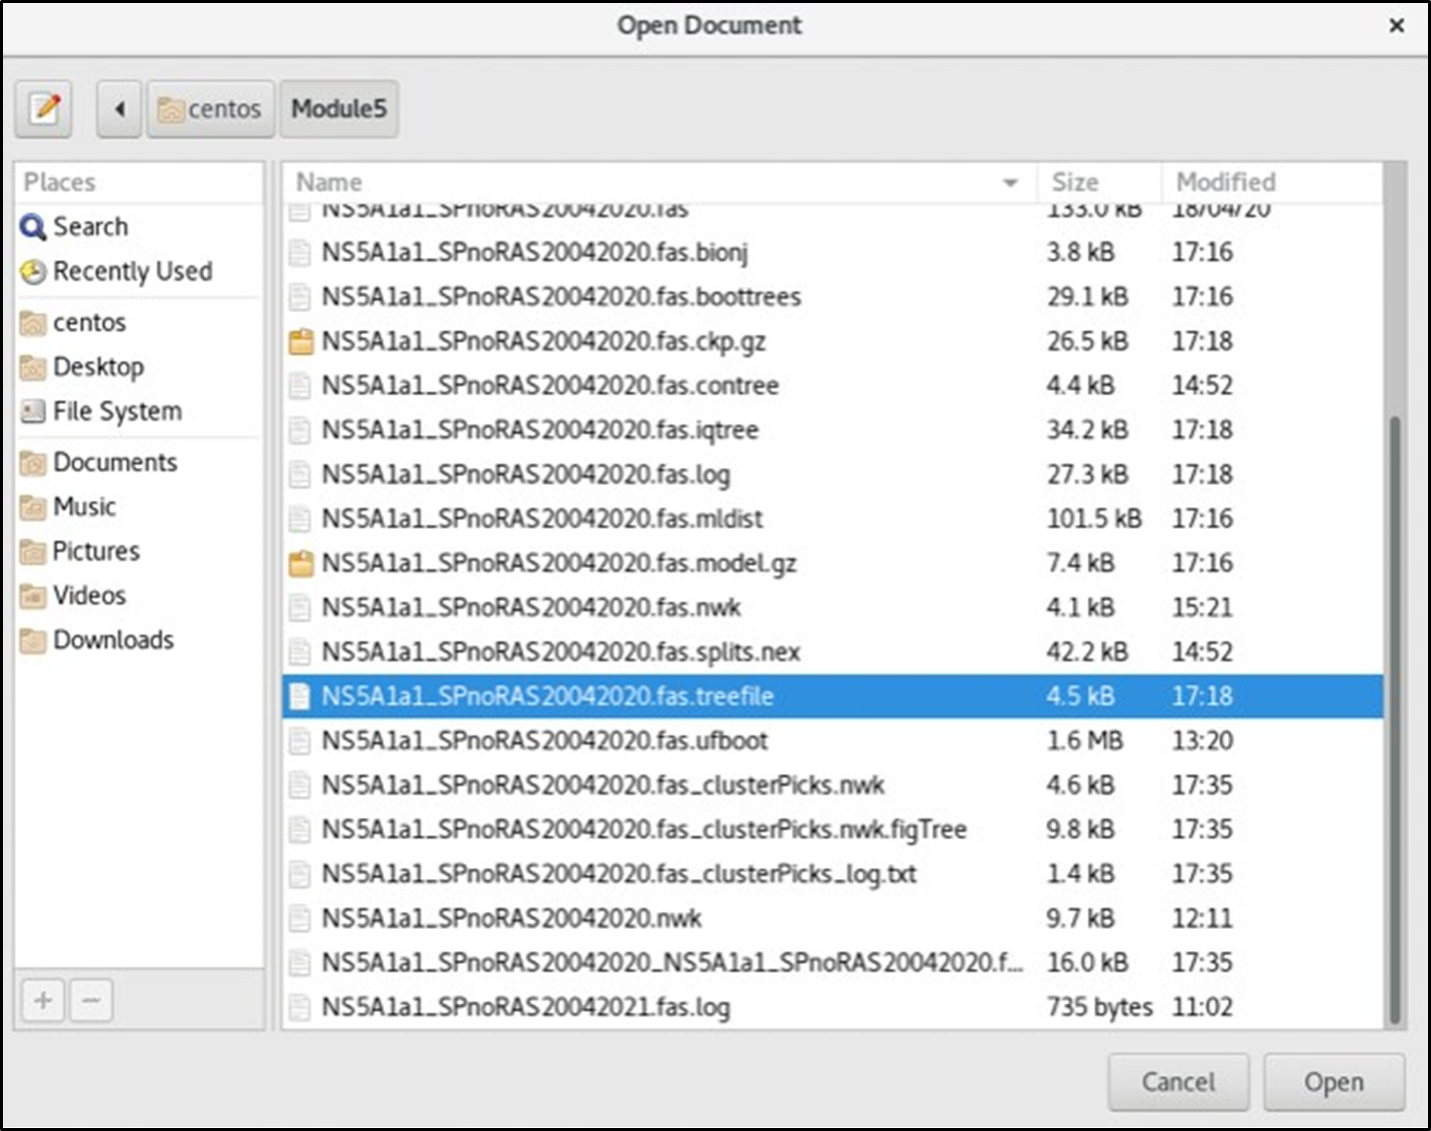 Open Document
centos
Module5
Places
Search
Recently Used
centos
Desktop
File System
Documents
Music
Pictures
Videos
Downloads
Name Size Modified
NS5A1a1_SPnoRAS20042020.fas 133.0 kB 18/04/20
NS5A1a1_SPnoRAS20042020.fas.bionj 3.8 kB 17:16
NS5A1a1_SPnoRAS20042020.fas.boottrees 29.1 kB 17:16
NS5A1a1_SPnoRAS20042020.fas.ckp.gz 26.5 kB 17:18
NS5A1a1_SPnoRAS20042020.fas.contree 4.4 kB 14:52
NS5A1a1_SPnoRAS20042020.fas.iqtree 34.2 kB 17:18
NS5A1a1_SPnoRAS20042020.fas.log 27.3 kB 17:18
NS5A1a1_SPnoRAS20042020.fas.mldist 101.5 kB 17:16
NS5A1a1_SPnoRAS20042020.fas.model.gz 7.4 kB 17:16
NS5A1a1_SPnoRAS20042020.fas.nwk 4.1 kB 15:21
NS5A1a1_SPnoRAS20042020.fas.splits.nex 42.2 kB 14:52
NS5A1a1_SPnoRAS20042020.fas.treefile 4.5 kB 17:18
NS5A1a1_SPnoRAS20042020.fas.ufboot 1.6 MB 13:20
NS5A1a1_SPnoRAS20042020.fas_clusterPicks.nwk 4.6 kB 17:35
NS5A1a1_SPnoRAS20042020.fas_clusterPicks.nwk.figTree 9.8 kB 17:35
NS5A1a1_SPnoRAS20042020.fas_clusterPicks_log.txt 1.4 kB 17:35
NS5A1a1_SPnoRAS20042020.nwk 9.7 kB 12:11
NS5A1a1_SPnoRAS20042020_NS5A1a1_SPnoRAS20042020.f... 16.0 kB 17:35
NS5A1a1_SPnoRAS20042021.fas.log 735 bytes 11:02
Cancel
Open